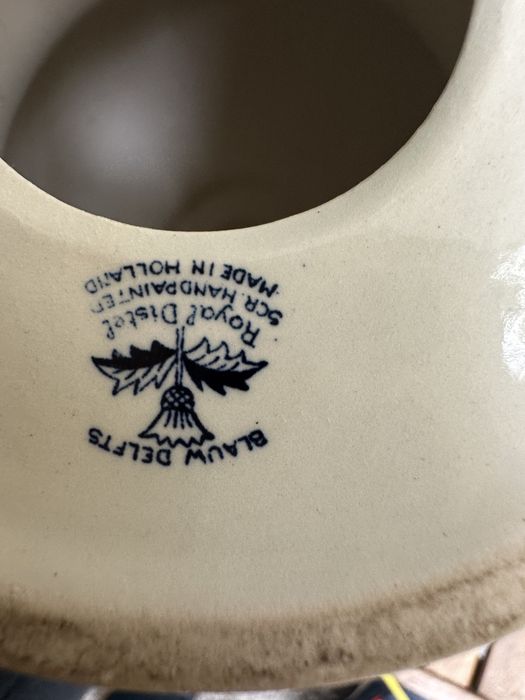 BLAUW DELFTS
Royal Distel
SCR. HANDPAINTED
MADE IN HOLLAND